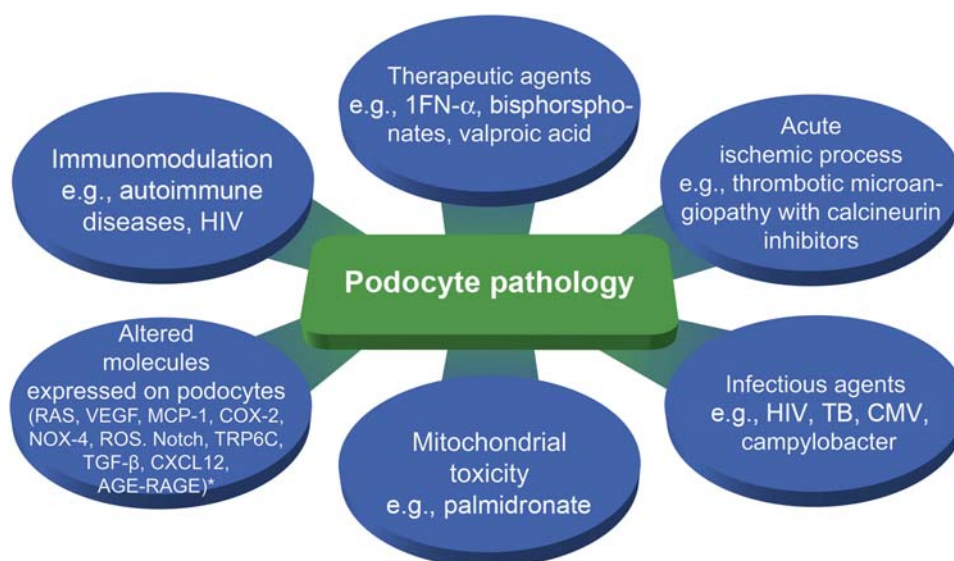 Therapeutic agents
e.g., 1FN-α, bisphorspho-
nates, valproic acid
Immunomodulation
e.g., autoimmune
diseases, HIV
Acute
ischemic process
e.g., thrombotic microan-
giopathy with calcineurin
inhibitors
Podocyte pathology
Altered
molecules
expressed on podocytes
(RAS, VEGF, MCP-1, COX-2,
NOX-4, ROS. Notch, TRP6C,
TGF-β, CXCL12,
AGE-RAGE)*
Mitochondrial
toxicity
e.g., palmidronate
Infectious agents
e.g., HIV, TB, CMV,
campylobacter